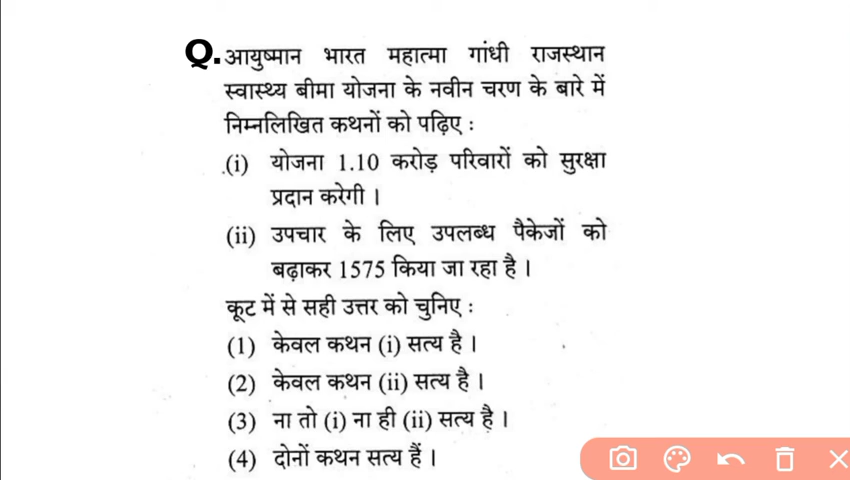 Q. आयुष्मान भारत महात्मा गांधी राजस्थान
स्वास्थ्य बीमा योजना के नवीन चरण के बारे में
निम्नलिखित कथनों को पढ़िए :
(i) योजना 1.10 करोड़ परिवारों को सुरक्षा
प्रदान करेगी ।
(ii) उपचार के लिए उपलब्ध पैकेजों को
बढ़ाकर 1575 किया जा रहा है ।
कूट में से सही उत्तर को चुनिए :
(1) केवल कथन (i) सत्य है ।
(2) केवल कथन (ii) सत्य है ।
(3) ना तो (i) ना ही (ii) सत्य है ।
(4) दोनों कथन सत्य हैं ।